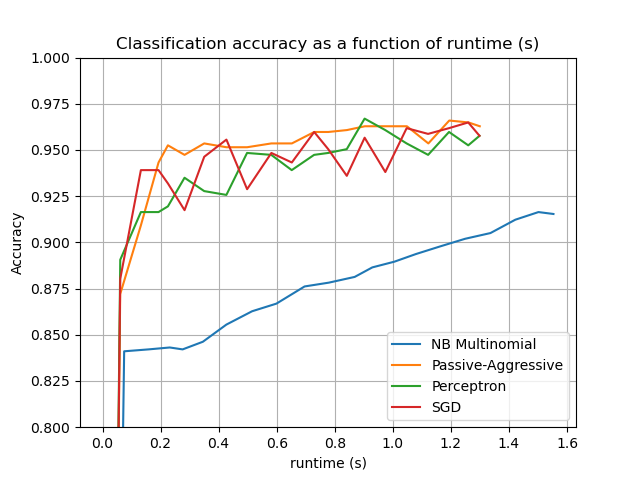 Classification accuracy as a function of runtime (s)
1.000
0.975
0.950
0.925
0.900
0.875
0.850
0.825
0.800
Accuracy
NB Multinomial
Passive-Aggressive
Perceptron
SGD
0.0 0.2 0.4 0.6 0.8 1.0 1.2 1.4 1.6
runtime (s)